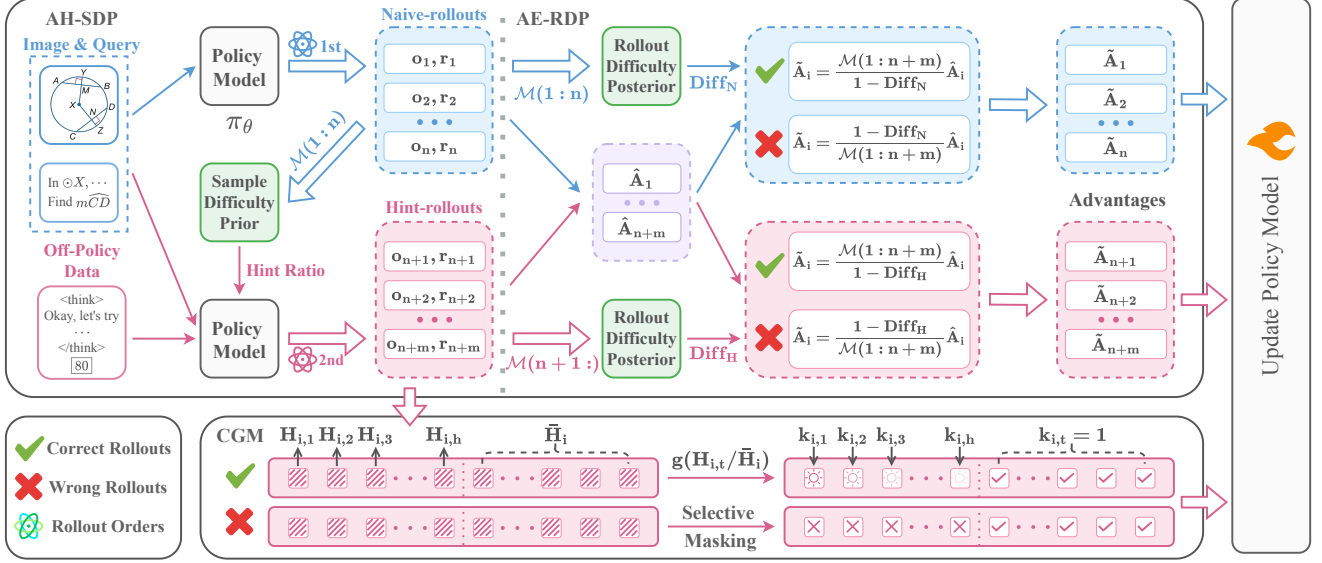 AH-SDP
Image & Query
Y
A
B
M
X
N
D
C
Z
In ⊙X, ⋯
Find m\widehat{CD}
Off-Policy
Data
<think>
Okay, let's try
⋯
</think>
80
Policy
Model
π_θ
1st
Sample
Difficulty
Prior
Hint Ratio
Policy
Model
2nd
Naive-rollouts
o_1, r_1
o_2, r_2
• • •
o_n, r_n
M(1 : n)
Hint-rollouts
o_{n+1}, r_{n+1}
o_{n+2}, r_{n+2}
• • •
o_{n+m}, r_{n+m}
AE-RDP
M(1 : n)
Rollout
Difficulty
Posterior
Diff_N
Â_1
• • •
Â_{n+m}
M(n + 1 :)
Rollout
Difficulty
Posterior
Diff_H
Ã_i = \frac{M(1 : n + m)}{1 − Diff_N} Â_i
Ã_i = \frac{1 − Diff_N}{M(1 : n + m)} Â_i
Ã_i = \frac{M(1 : n + m)}{1 − Diff_H} Â_i
Ã_i = \frac{1 − Diff_H}{M(1 : n + m)} Â_i
Ã_1
Ã_2
• • •
Ã_n
Advantages
Ã_{n+1}
Ã_{n+2}
• • •
Ã_{n+m}
Update Policy Model
Correct Rollouts
Wrong Rollouts
Rollout Orders
CGM
H_{i,1} H_{i,2} H_{i,3} H_{i,h} H̄_i
g(H_{i,t}/H̄_i)
k_{i,1} k_{i,2} k_{i,3} k_{i,h} k_{i,t} = 1
Selective
Masking